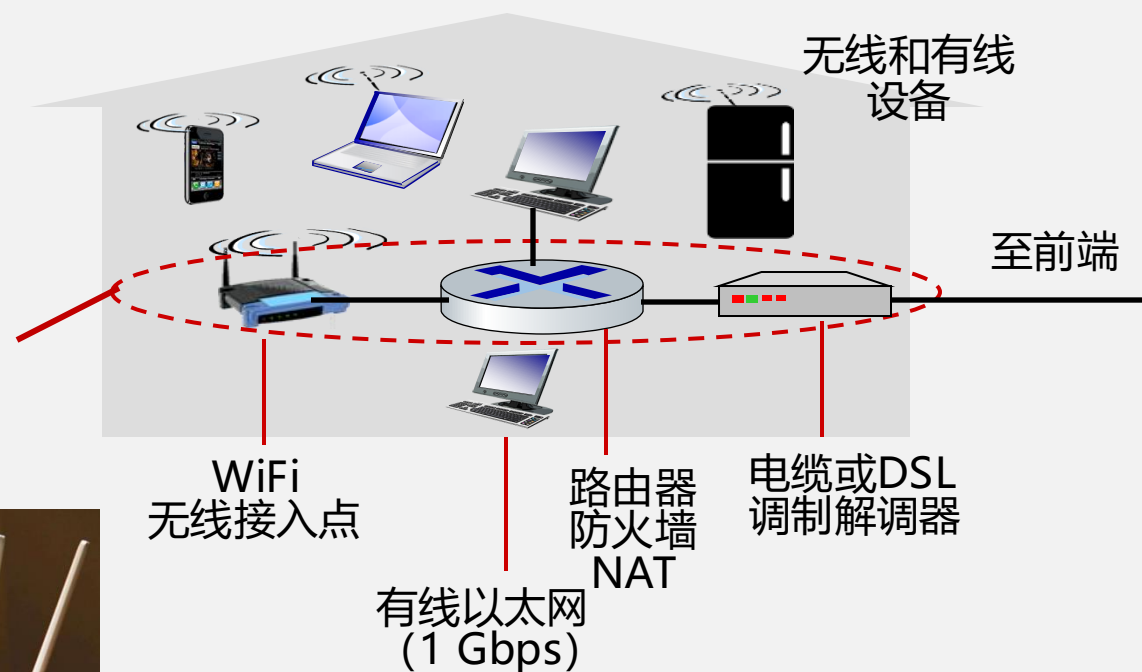 无线和有线
设备
至前端
WiFi
无线接入点
路由器
防火墙
NAT
电缆或DSL
调制解调器
有线以太网
（1 Gbps）